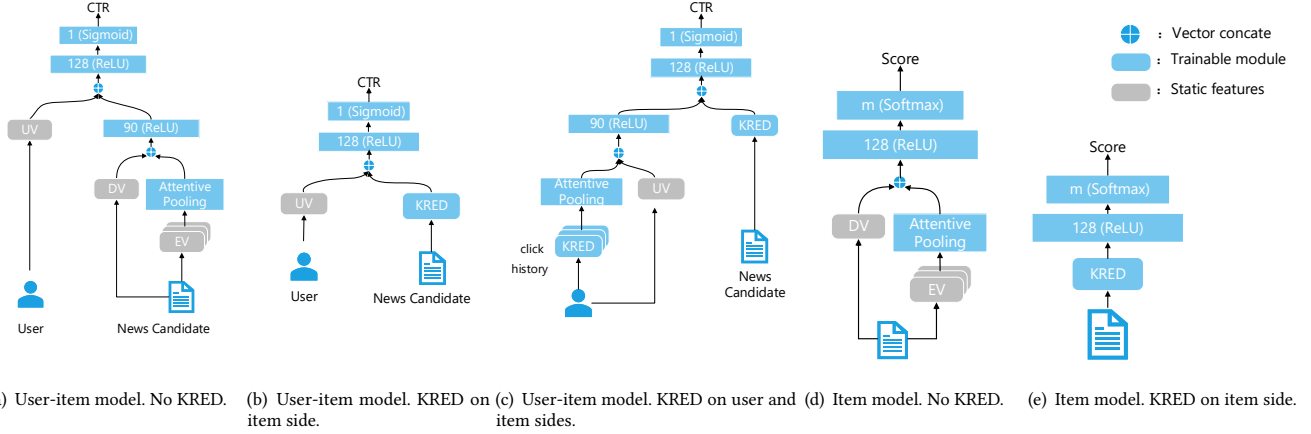 CTR
1 (Sigmoid)
128 (ReLU)
UV
90 (ReLU)
DV
Attentive
Pooling
EV
User
News Candidate
CTR
1 (Sigmoid)
128 (ReLU)
UV
KRED
User
News Candidate
CTR
1 (Sigmoid)
128 (ReLU)
90 (ReLU)
KRED
Attentive
Pooling
UV
click
history
KRED
News
Candidate
Score
m (Softmax)
128 (ReLU)
DV
Attentive
Pooling
EV
Score
m (Softmax)
128 (ReLU)
KRED
: Vector concate
: Trainable module
: Static features
) User-item model. No KRED.
(b) User-item model. KRED on
item side.
(c) User-item model. KRED on user and
item sides.
(d) Item model. No KRED.
(e) Item model. KRED on item side.